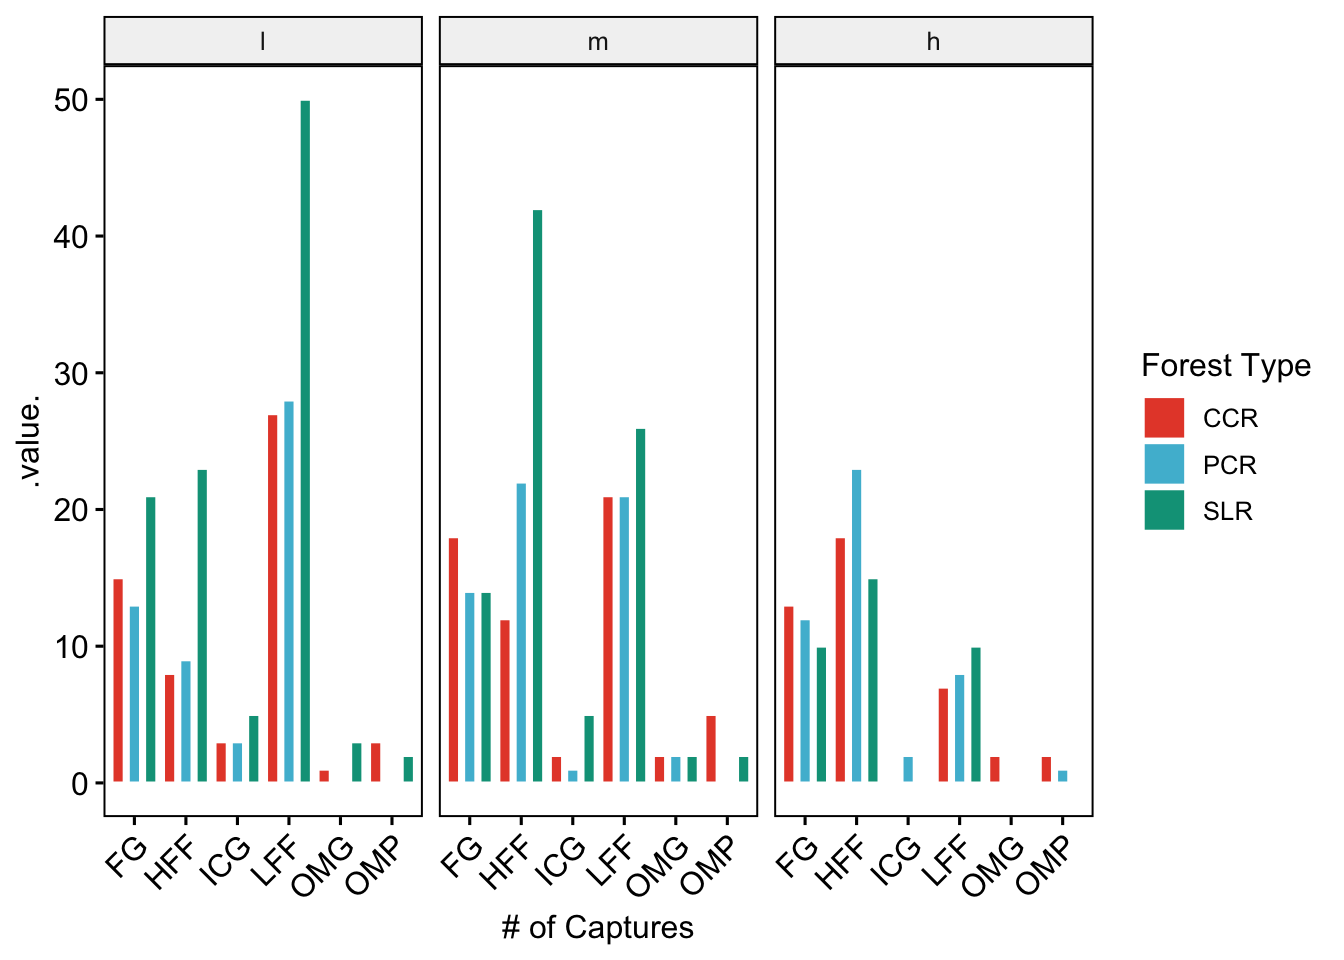 l m h
50
40
30
20
10
0
.value.
FG HFF ICG LFF OMG OMP FG HFF ICG LFF OMG OMP FG HFF ICG LFF OMG OMP
# of Captures
Forest Type
CCR
PCR
SLR